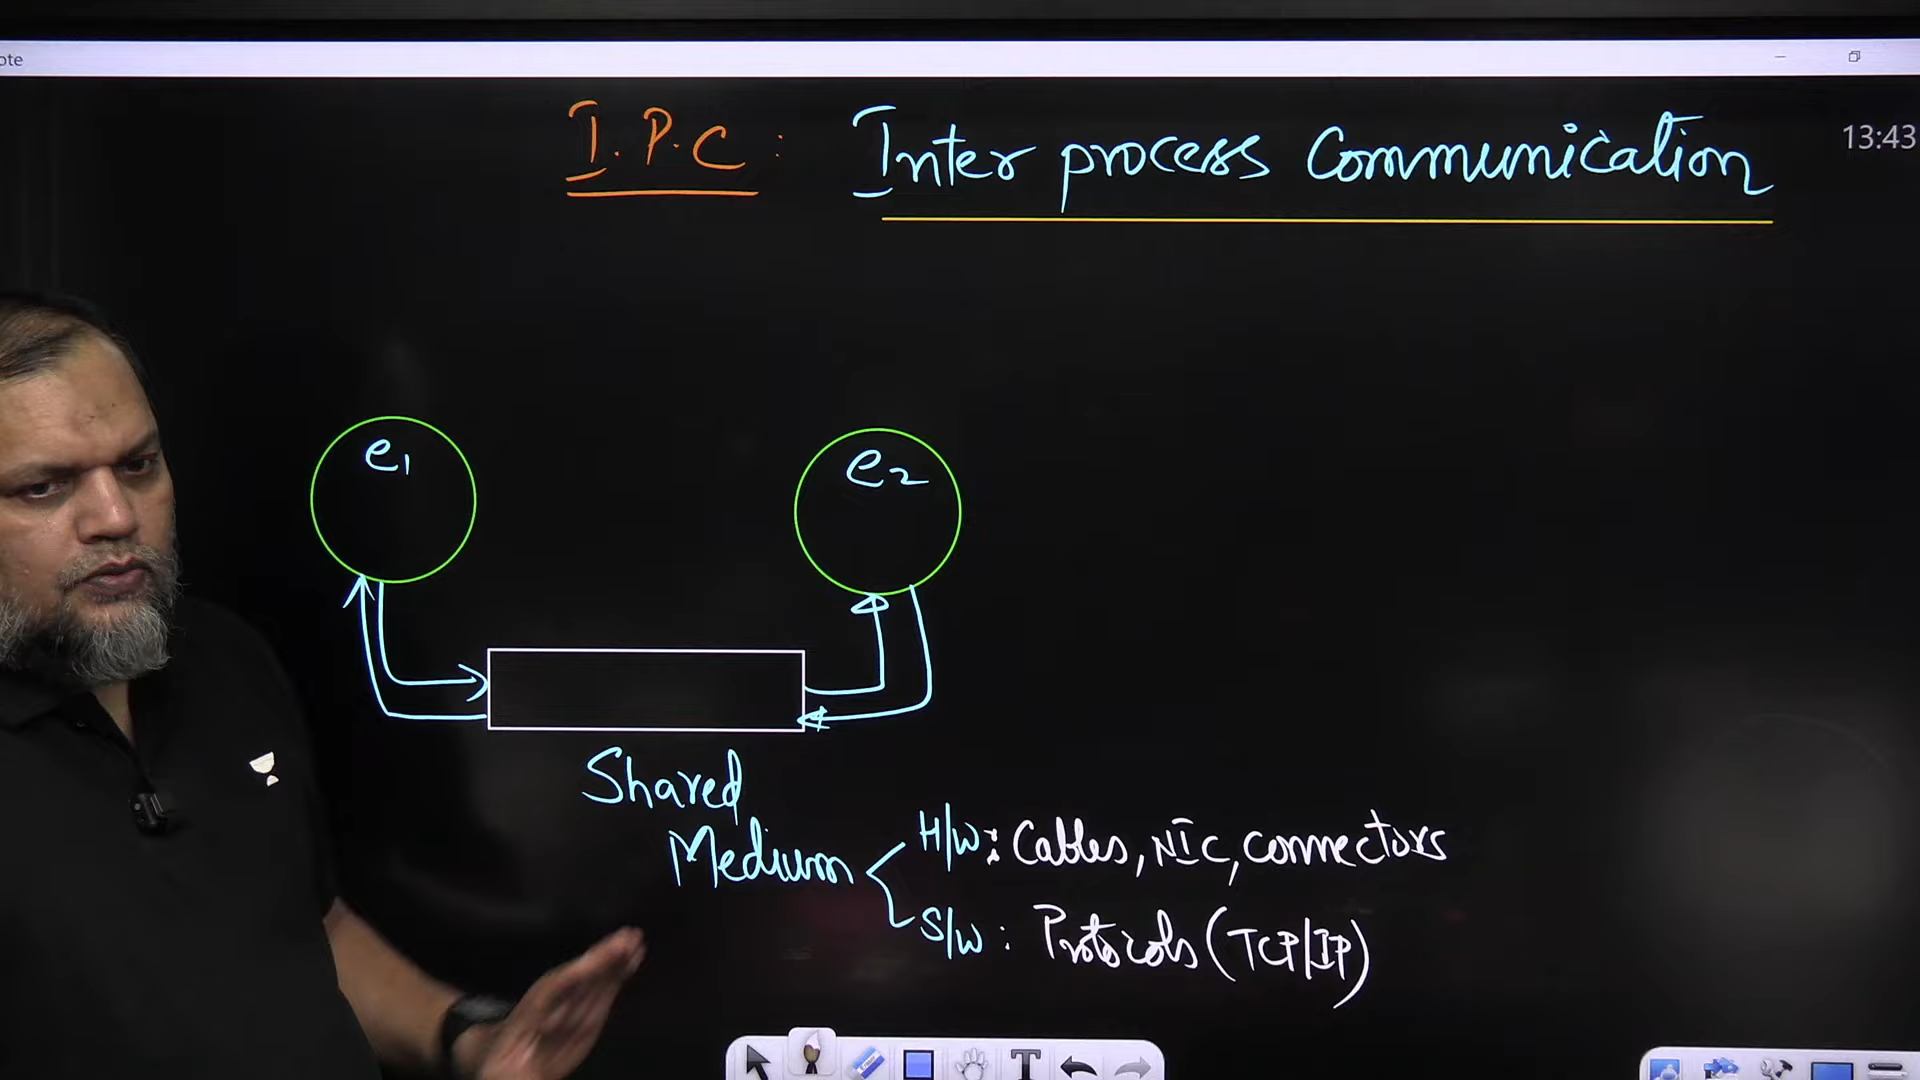 ote
I.P.C : Inter process Communication
13:43
e1
e2
Shared
Medium
H/W : Cables, NIC, connectors
S/W : Protocols (TCP/IP)
T